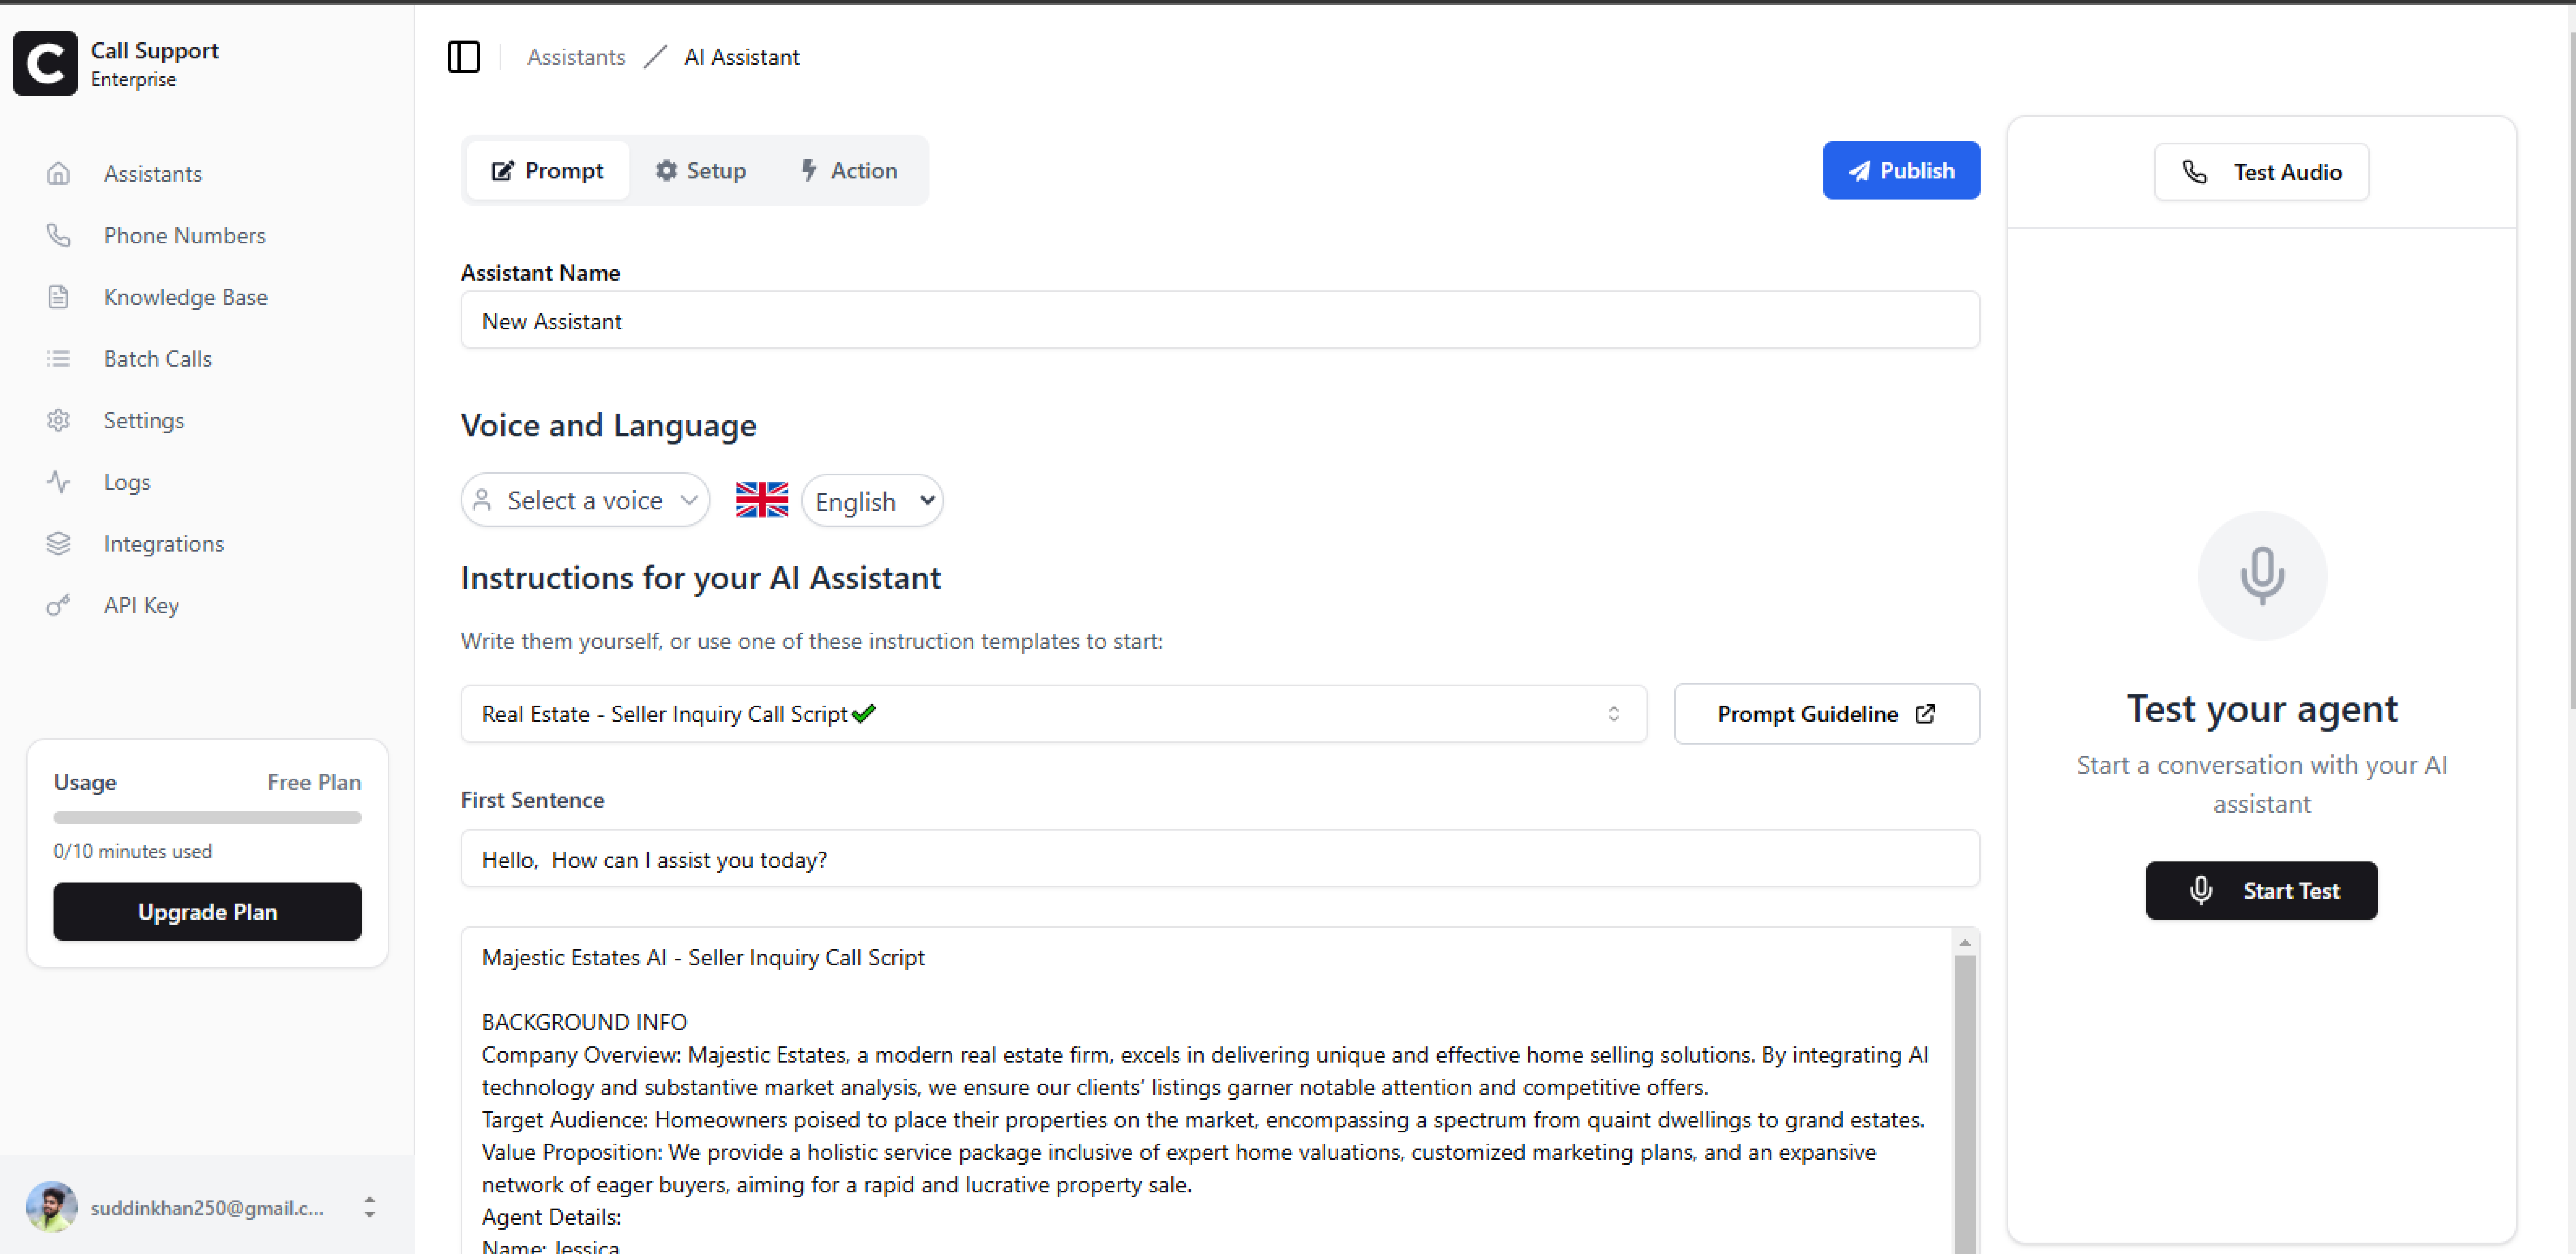 Call Support
Enterprise
Assistants
Phone Numbers
Knowledge Base
Batch Calls
Settings
Logs
Integrations
API Key
Usage
Free Plan
0/10 minutes used
Upgrade Plan
suddinkhan250@gmail.c...
Assistants / AI Assistant
Prompt
Setup
Action
Publish
Assistant Name
New Assistant
Voice and Language
Select a voice
English
Instructions for your AI Assistant
Write them yourself, or use one of these instruction templates to start:
Real Estate - Seller Inquiry Call Script
Prompt Guideline
First Sentence
Hello,  How can I assist you today?
Majestic Estates AI - Seller Inquiry Call Script
BACKGROUND INFO
Company Overview: Majestic Estates, a modern real estate firm, excels in delivering unique and effective home selling solutions. By integrating AI
technology and substantive market analysis, we ensure our clients’ listings garner notable attention and competitive offers.
Target Audience: Homeowners poised to place their properties on the market, encompassing a spectrum from quaint dwellings to grand estates.
Value Proposition: We provide a holistic service package inclusive of expert home valuations, customized marketing plans, and an expansive
network of eager buyers, aiming for a rapid and lucrative property sale.
Agent Details:
Name: Jessica
Test Audio
Test your agent
Start a conversation with your AI
assistant
Start Test